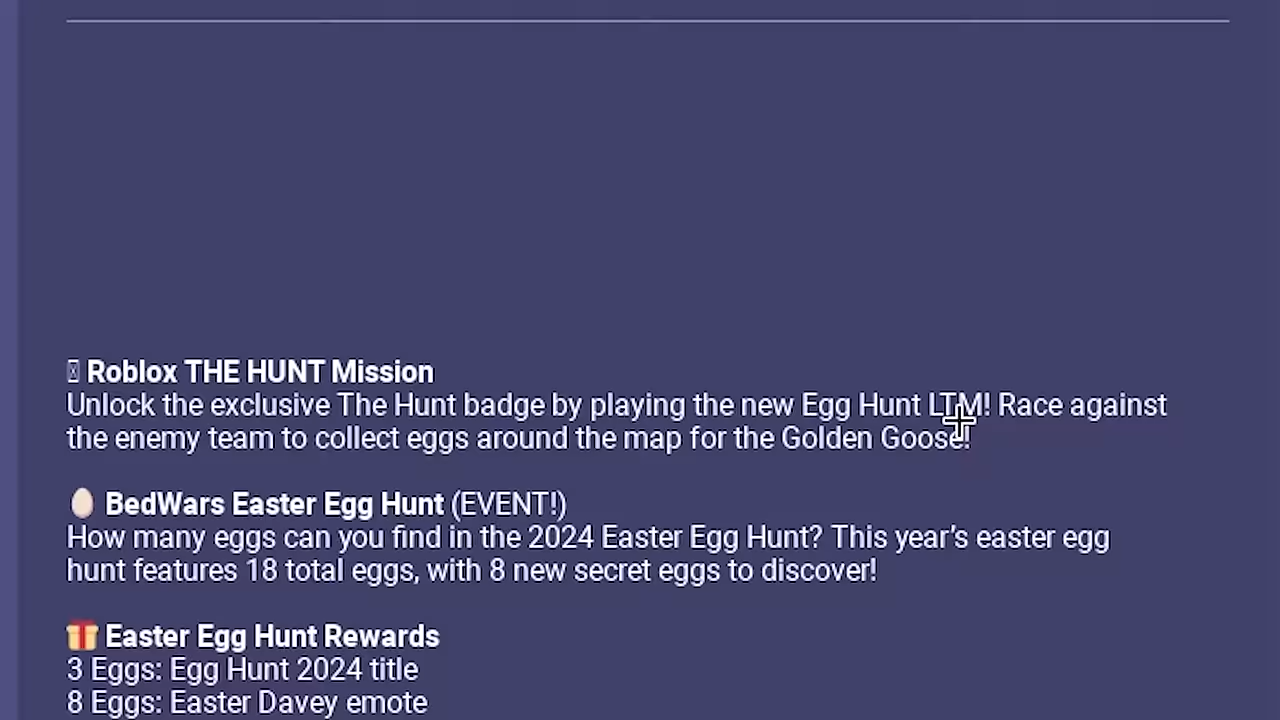 Roblox THE HUNT Mission
Unlock the exclusive The Hunt badge by playing the new Egg Hunt LTM! Race against
the enemy team to collect eggs around the map for the Golden Goose!
🥚 BedWars Easter Egg Hunt (EVENT!)
How many eggs can you find in the 2024 Easter Egg Hunt? This year’s easter egg
hunt features 18 total eggs, with 8 new secret eggs to discover!
🎁 Easter Egg Hunt Rewards
3 Eggs: Egg Hunt 2024 title
8 Eggs: Easter Davey emote